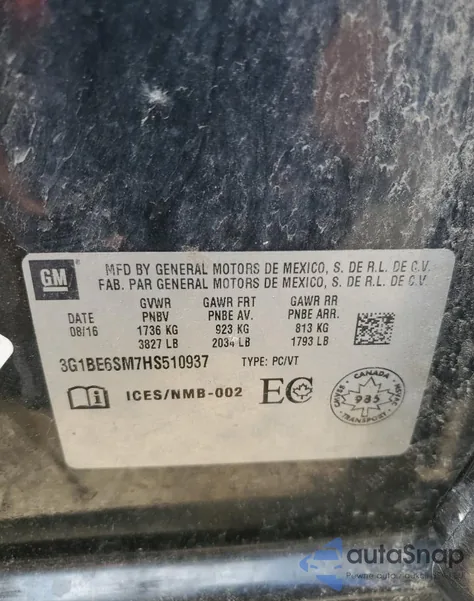 GM
MFD BY GENERAL MOTORS DE MEXICO, S. DE R.L. DE C.V.
FAB. PAR GENERAL MOTORS DE MEXICO, S. DE R.L. DE C.V.
DATE GVWR GAWR FRT GAWR RR
PNBV PNBE AV. PNBE ARR.
08/16 1736 KG 923 KG 813 KG
3827 LB 2034 LB 1793 LB
3G1BE6SM7HS510937 TYPE: PC/VT
i ICES/NMB-002 EC
CANADA
985
TRANSPORT
autoSnap